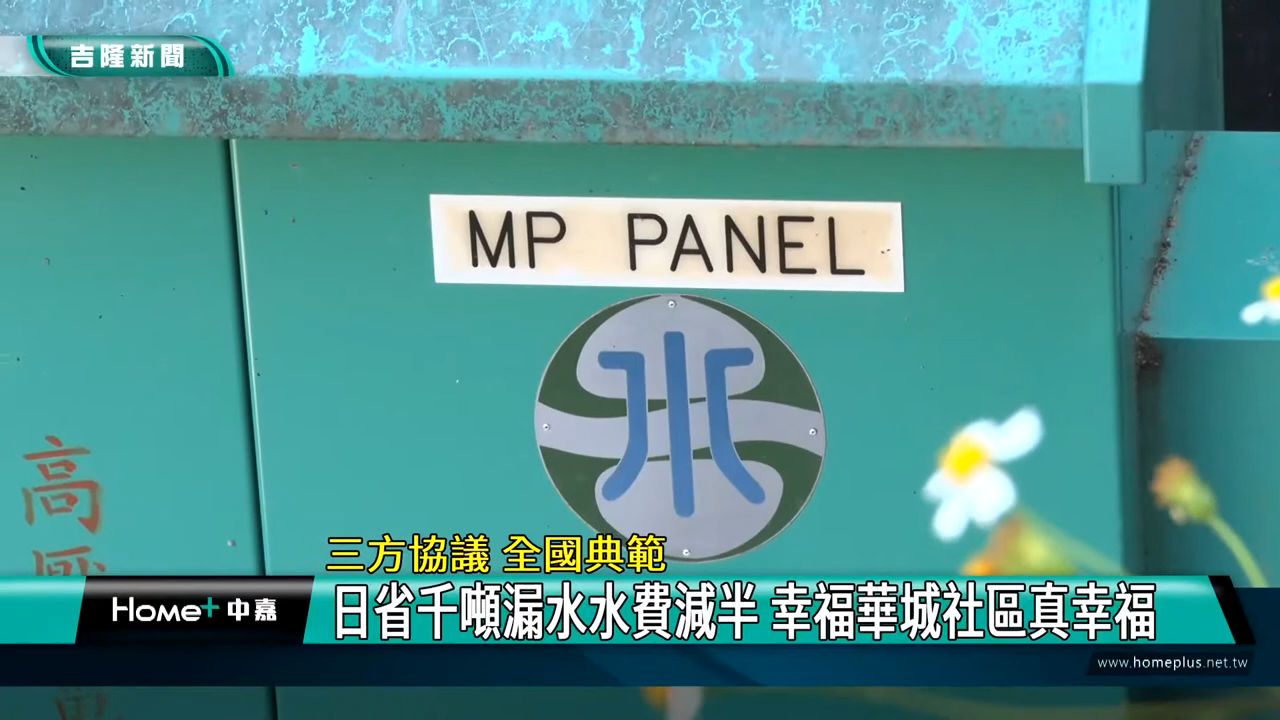 吉隆新聞
MP PANEL
水
高
壓
三方協議 全國典範
日省千噸漏水水費減半 幸福華城社區真幸福
Home+中嘉
www.homeplus.net.tw